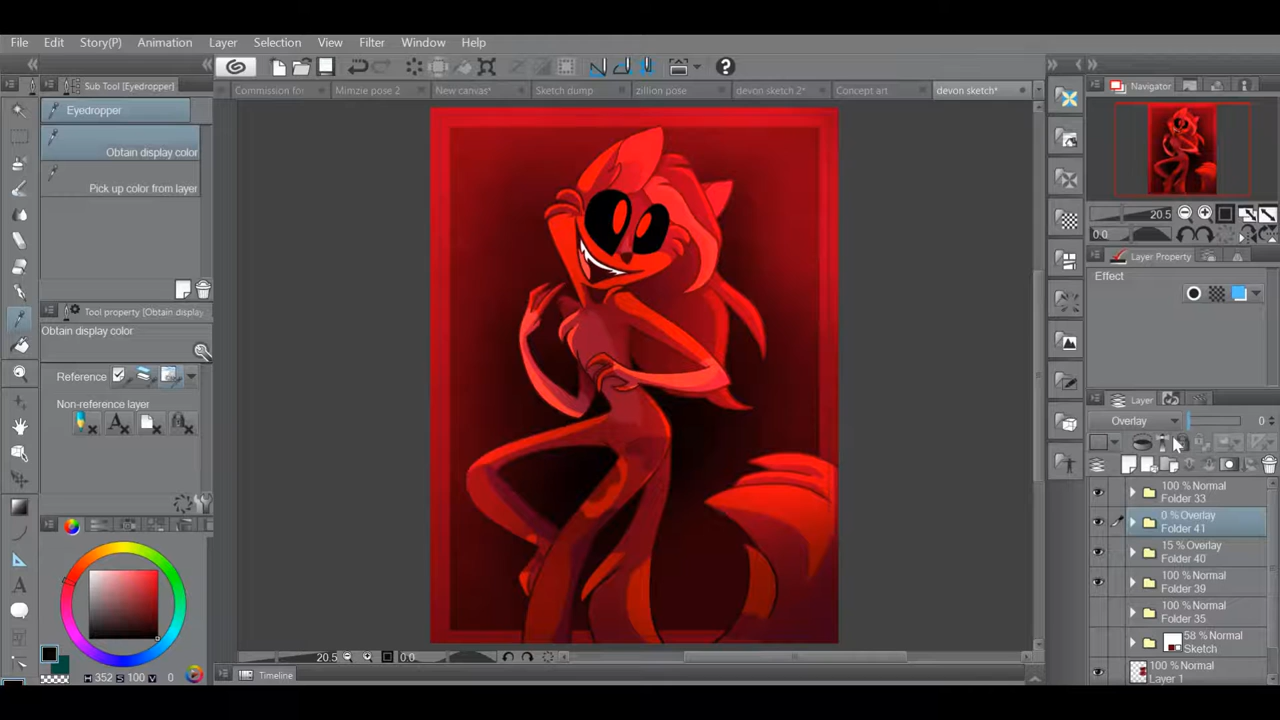 File Edit Story(P) Animation Layer Selection View Filter Window Help
Sub Tool [Eyedropper]
Commission for Mimzie pose 2 New canvas* Sketch dump zillion pose devon sketch 2* Concept art devon sketch*
Navigator
Eyedropper
Obtain display color
Pick up color from layer
20.5
0.0
Layer Property
Effect
Tool property [Obtain display
Obtain display color
Reference
Non-reference layer
Layer
Overlay 0
100 % Normal
Folder 33
0 % Overlay
Folder 41
15 % Overlay
Folder 40
100 % Normal
Folder 39
100 % Normal
Folder 35
58 % Normal
Sketch
100 % Normal
Layer 1
20.5 0.0
H 352 S 100 V 0
Timeline